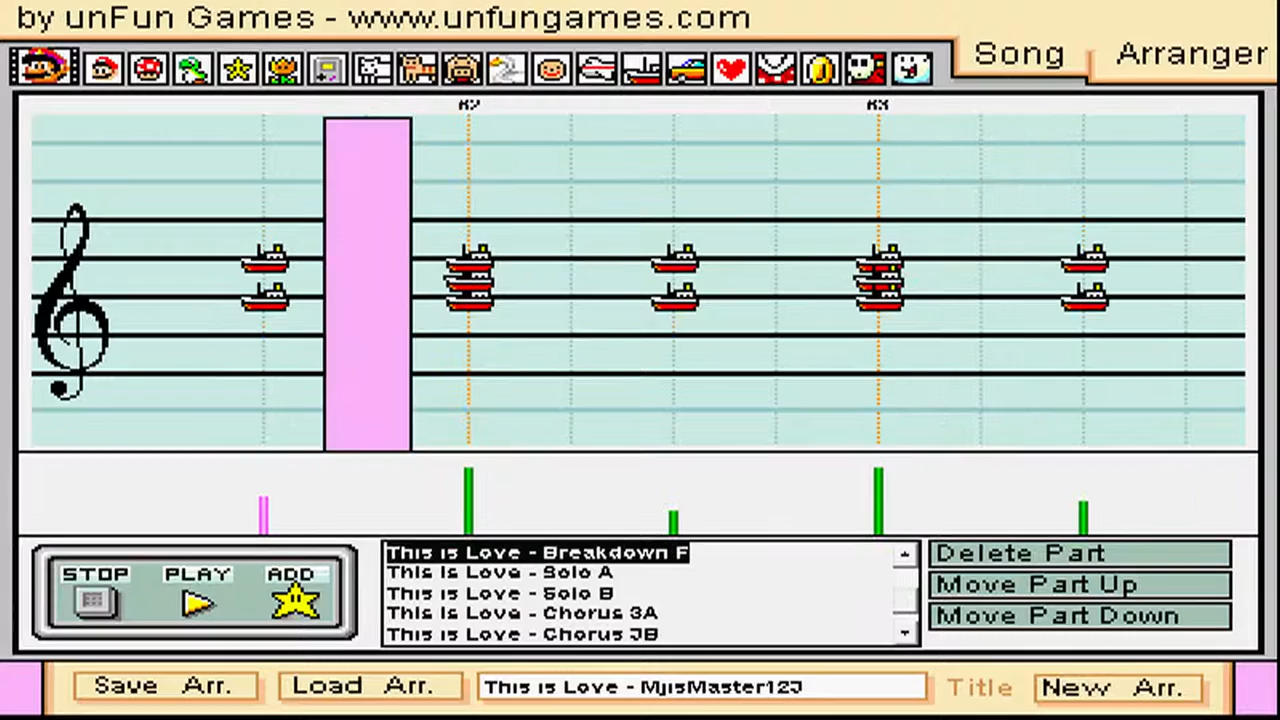 by unFun Games - www.unfungames.com
Song Arranger
62 63
STOP PLAY ADD
This is Love - Breakdown F
This is Love - Solo A
This is Love - Solo B
This is Love - Chorus 3A
This is Love - Chorus 3B
Delete Part
Move Part Up
Move Part Down
Save Arr. Load Arr. This is Love - MjisMaster123 Title New Arr.